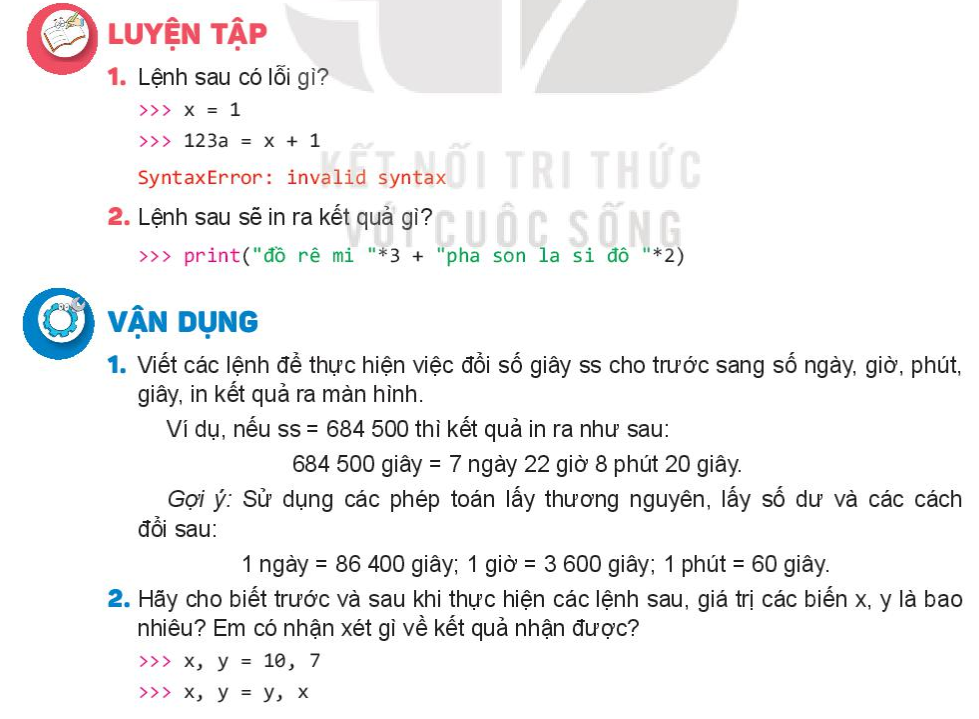 LUYỆN TẬP
1. Lệnh sau có lỗi gì?
>>> x = 1
>>> 123a = x + 1
SyntaxError: invalid syntax
KẾT NỐI TRI THỨC
2. Lệnh sau sẽ in ra kết quả gì?
VỚI CUỘC SỐNG
>>> print("đồ rê mi "*3 + "pha son la si đô "*2)
VẬN DỤNG
1. Viết các lệnh để thực hiện việc đổi số giây ss cho trước sang số ngày, giờ, phút,
giây, in kết quả ra màn hình.
Ví dụ, nếu ss = 684 500 thì kết quả in ra như sau:
684 500 giây = 7 ngày 22 giờ 8 phút 20 giây.
Gợi ý: Sử dụng các phép toán lấy thương nguyên, lấy số dư và các cách
đổi sau:
1 ngày = 86 400 giây; 1 giờ = 3 600 giây; 1 phút = 60 giây.
2. Hãy cho biết trước và sau khi thực hiện các lệnh sau, giá trị các biến x, y là bao
nhiêu? Em có nhận xét gì về kết quả nhận được?
>>> x, y = 10, 7
>>> x, y = y, x